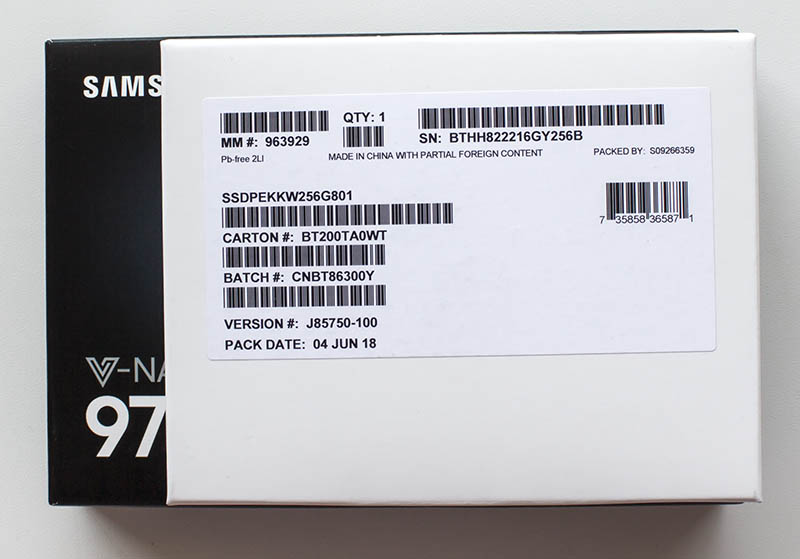 SAMS
MM #: 963929
QTY: 1
SN: BTHH822216GY256B
Pb-free 2LI
MADE IN CHINA WITH PARTIAL FOREIGN CONTENT
PACKED BY: S09266359
SSDPEKKW256G801
7 35858 36587 1
CARTON #: BT200TA0WT
BATCH #: CNBT86300Y
VERSION #: J85750-100
PACK DATE: 04 JUN 18
V-NA
97